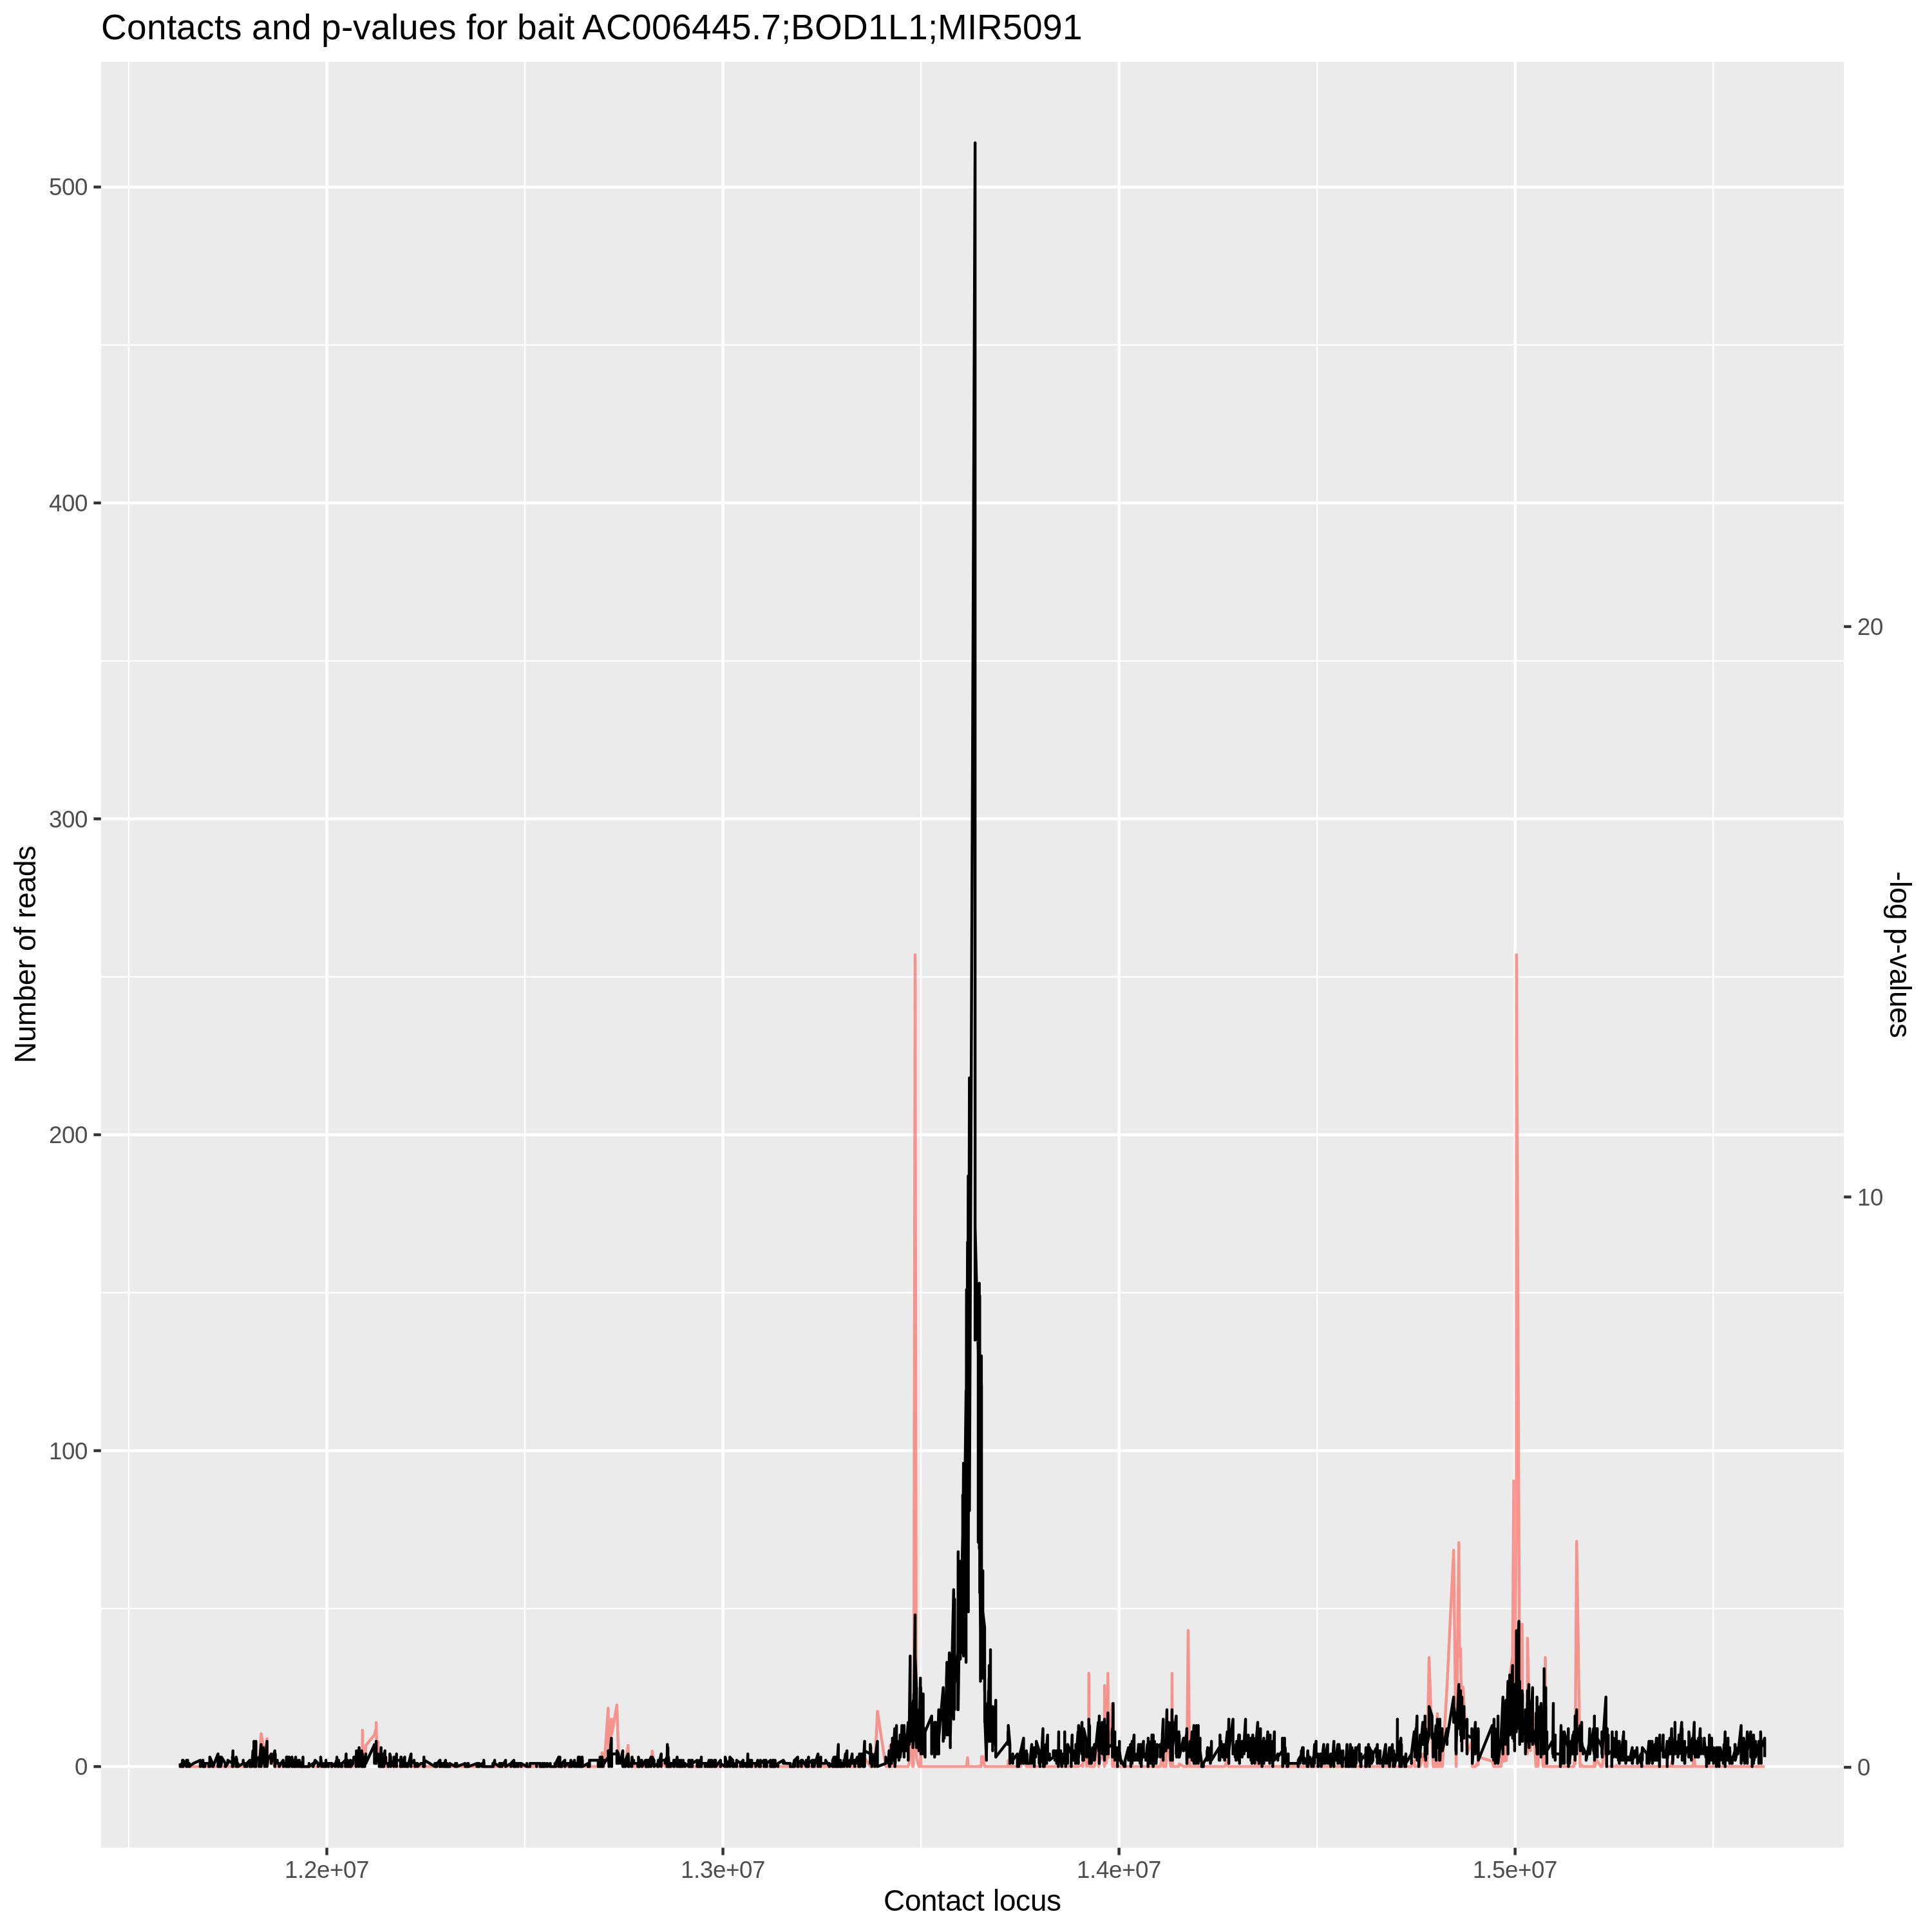 Contacts and p-values for bait AC006445.7;BOD1L1;MIR5091
500
400
300
200
100
0
Number of reads
20
10
0
-log p-values
1.2e+07
1.3e+07
1.4e+07
1.5e+07
Contact locus